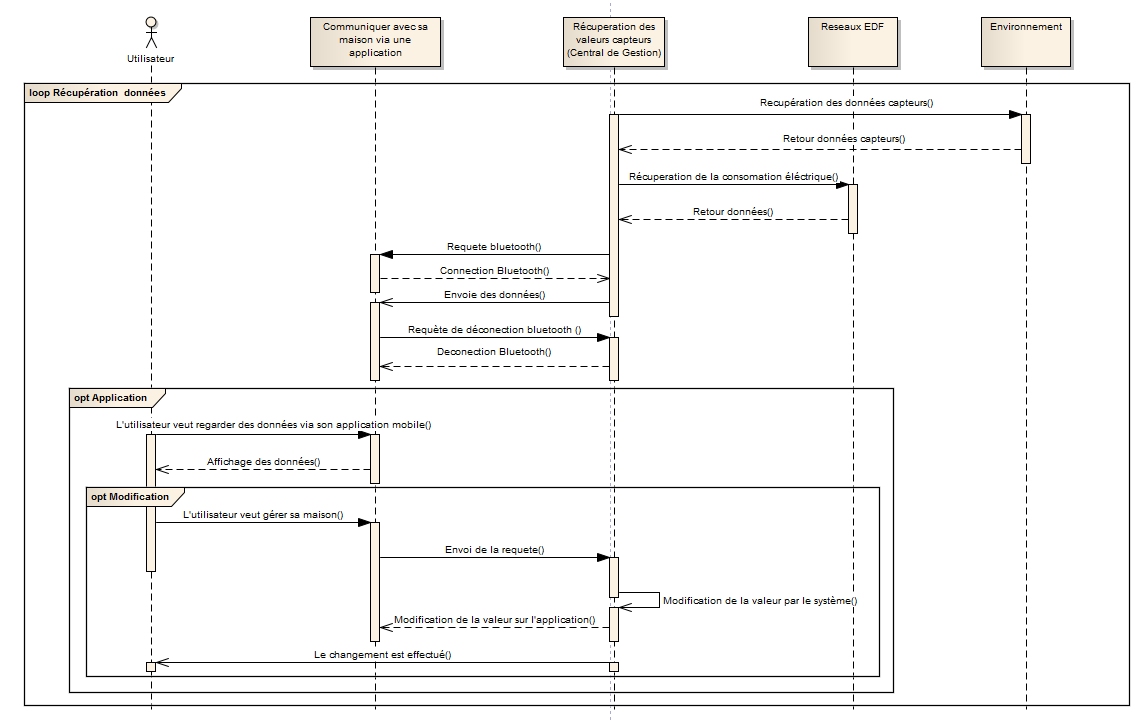 Utilisateur
Communiquer avec sa
maison via une
application
Récuperation des
valeurs capteurs
(Central de Gestion)
Reseaux EDF
Environnement
loop Récupération  données
Recupération des données capteurs()
Retour données capteurs()
Récuperation de la consomation éléctrique()
Retour données()
Requete bluetooth()
Connection Bluetooth()
Envoie des données()
Requète de déconection bluetooth ()
Deconection Bluetooth()
opt Application
L'utilisateur veut regarder des données via son application mobile()
Affichage des données()
opt Modification
L'utilisateur veut gérer sa maison()
Envoi de la requete()
Modification de la valeur par le système()
Modification de la valeur sur l'application()
Le changement est effectué()